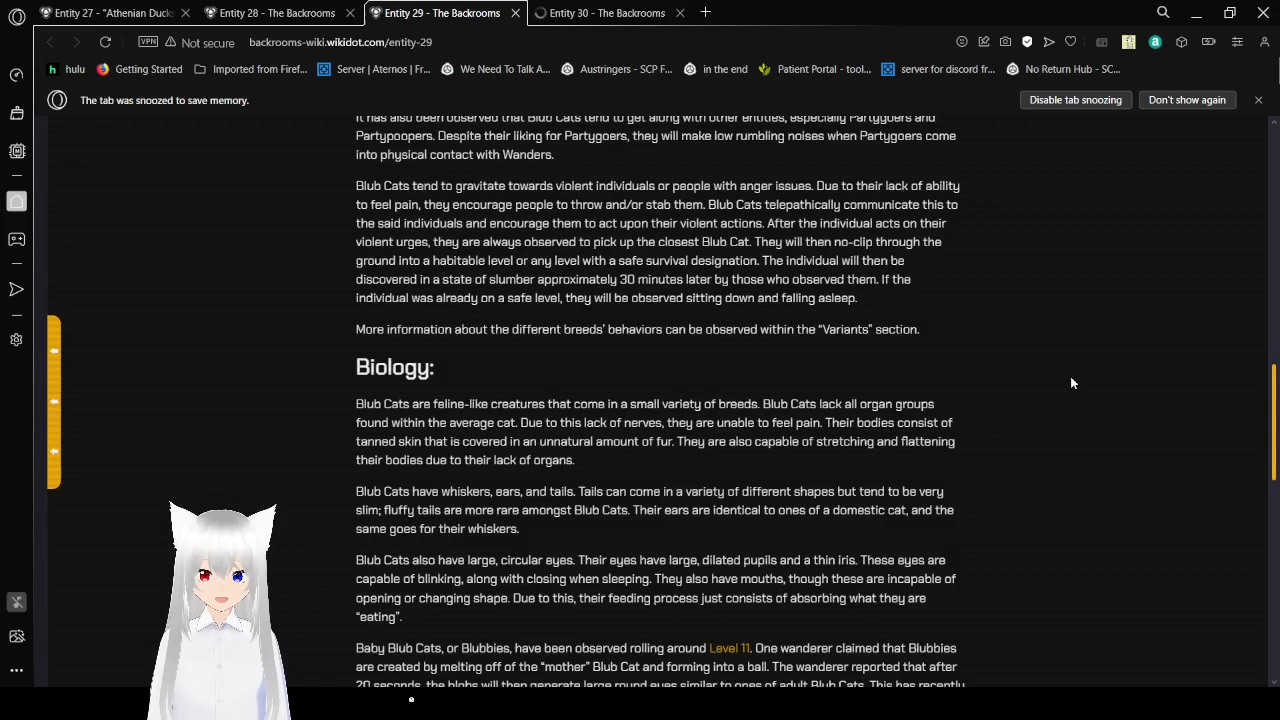 Entity 27 - "Athenian Ducks
Entity 28 - The Backrooms
Entity 29 - The Backrooms
Entity 30 - The Backrooms
VPN
Not secure
backrooms-wiki.wikidot.com/entity-29
hulu
Getting Started
Imported from Firef...
Server | Aternos | Fr...
We Need To Talk A...
Austringers - SCP F...
in the end
Patient Portal - tool...
server for discord fr...
No Return Hub - SC...
The tab was snoozed to save memory.
Disable tab snoozing
Don't show again
It has also been observed that Blub Cats tend to get along with other entities, especially Partygoers and
Partypoopers. Despite their liking for Partygoers, they will make low rumbling noises when Partygoers come
into physical contact with Wanders.
Blub Cats tend to gravitate towards violent individuals or people with anger issues. Due to their lack of ability
to feel pain, they encourage people to throw and/or stab them. Blub Cats telepathically communicate this to
the said individuals and encourage them to act upon their violent actions. After the individual acts on their
violent urges, they are always observed to pick up the closest Blub Cat. They will then no-clip through the
ground into a habitable level or any level with a safe survival designation. The individual will then be
discovered in a state of slumber approximately 30 minutes later by those who observed them. If the
individual was already on a safe level, they will be observed sitting down and falling asleep.
More information about the different breeds' behaviors can be observed within the "Variants" section.
Biology:
Blub Cats are feline-like creatures that come in a small variety of breeds. Blub Cats lack all organ groups
found within the average cat. Due to this lack of nerves, they are unable to feel pain. Their bodies consist of
tanned skin that is covered in an unnatural amount of fur. They are also capable of stretching and flattening
their bodies due to their lack of organs.
Blub Cats have whiskers, ears, and tails. Tails can come in a variety of different shapes but tend to be very
slim; fluffy tails are more rare amongst Blub Cats. Their ears are identical to ones of a domestic cat, and the
same goes for their whiskers.
Blub Cats also have large, circular eyes. Their eyes have large, dilated pupils and a thin iris. These eyes are
capable of blinking, along with closing when sleeping. They also have mouths, though these are incapable of
opening or changing shape. Due to this, their feeding process just consists of absorbing what they are
"eating".
Baby Blub Cats, or Blubbies, have been observed rolling around Level 11. One wanderer claimed that Blubbies
are created by melting off of the "mother" Blub Cat and forming into a ball. The wanderer reported that after
20 seconds, the blobs will then generate large round eyes similar to ones of adult Blub Cats. This has recently